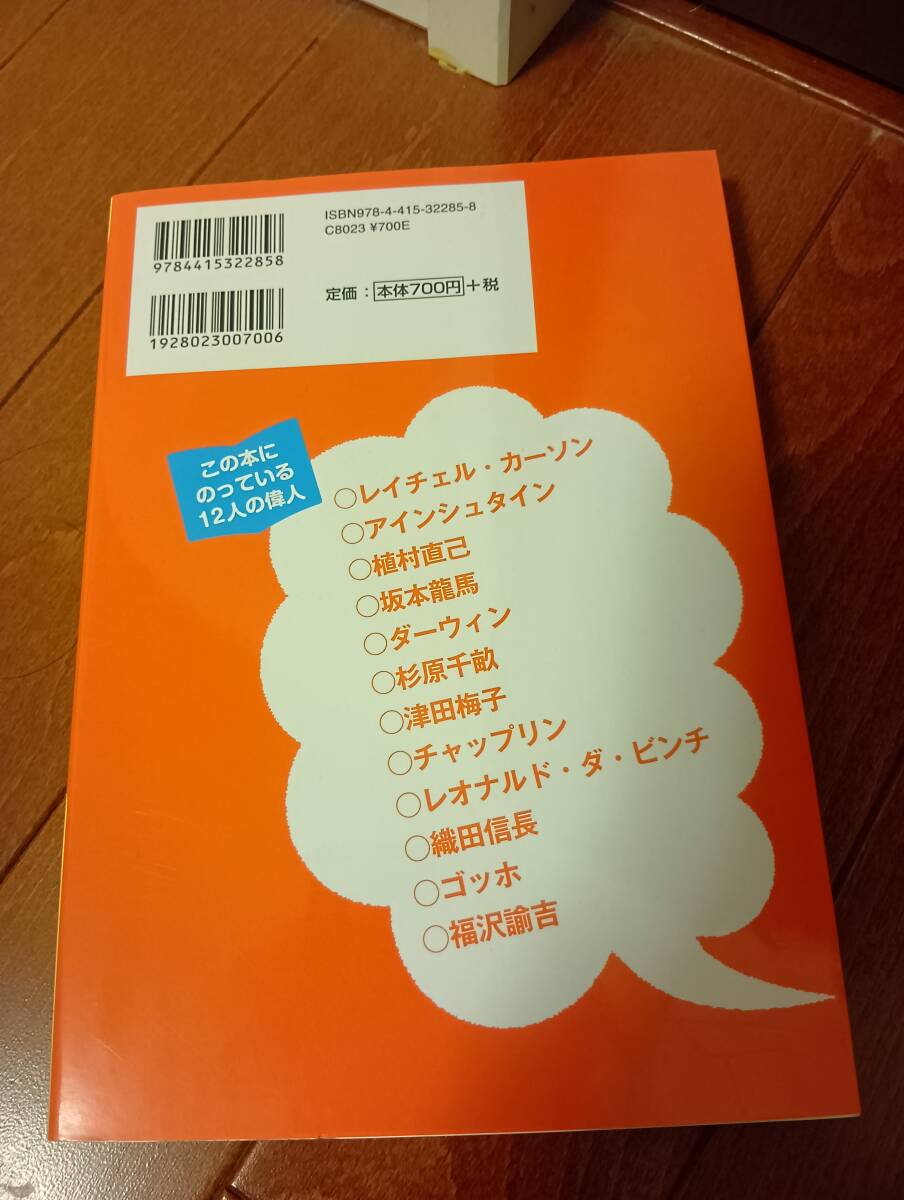 ISBN978-4-415-32285-8
C8023 ¥700E
9784415322858
定価：本体700円+税
1928023007006
この本に
のっている
12人の偉人
○レイチェル・カーソン
○アインシュタイン
○植村直己
○坂本龍馬
○ダーウィン
○杉原千畝
○津田梅子
○チャップリン
○レオナルド・ダ・ビンチ
○織田信長
○ゴッホ
○福沢諭吉